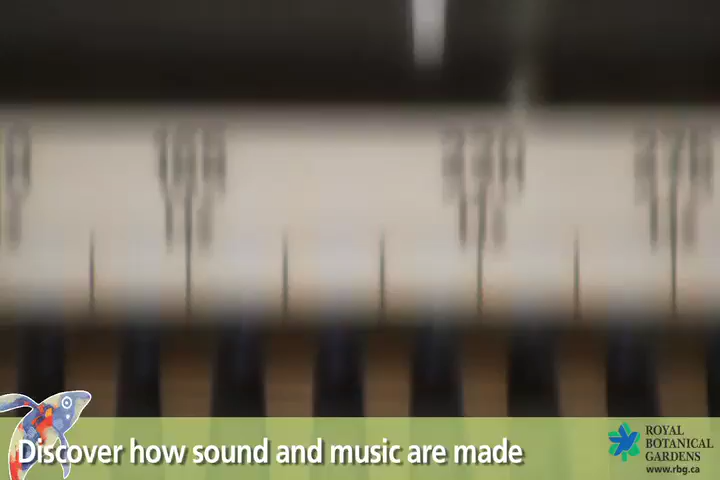 Discover how sound and music are made
ROYAL
BOTANICAL
GARDENS
www.rbg.ca